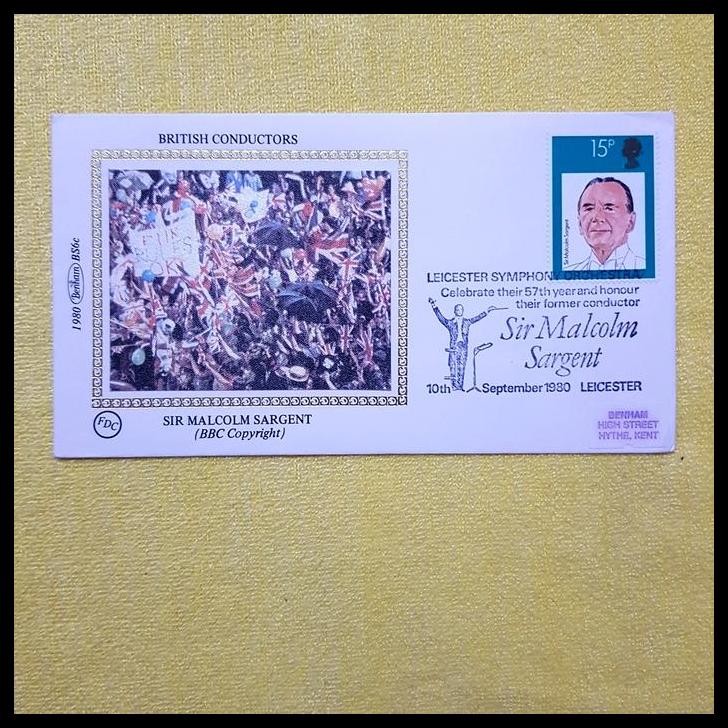 BRITISH CONDUCTORS
1980 Benham BS6c
FDC
SIR MALCOLM SARGENT
(BBC Copyright)
15P
Sir Malcolm Sargent
LEICESTER SYMPHONY ORCHESTRA
Celebrate their 57th year and honour
their former conductor
Sir Malcolm
Sargent
10th September 1980 LEICESTER
BENHAM
HIGH STREET
HYTHE, KENT